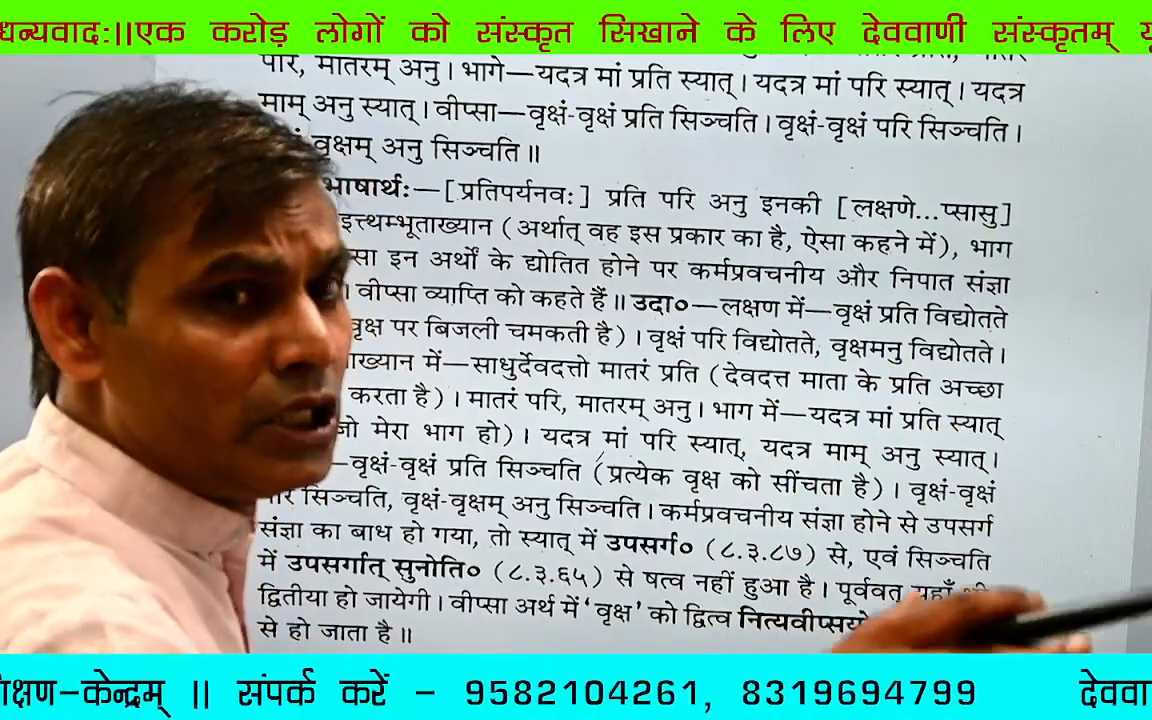 धन्यवादः॥एक करोड़ लोगों को संस्कृत सिखाने के लिए देववाणी संस्कृतम् यू
परि, मातरम् अनु। भागे—यदत्र मां प्रति स्यात्। यदत्र मां परि स्यात्। यदत्र
माम् अनु स्यात्। वीप्सा—वृक्षं-वृक्षं प्रति सिञ्चति। वृक्षं-वृक्षं परि सिञ्चति।
वृक्षम् अनु सिञ्चति॥
भाषार्थः—[प्रतिपर्यनवः] प्रति परि अनु इनकी [लक्षणे...प्सासु]
इत्थम्भूताख्यान (अर्थात् वह इस प्रकार का है, ऐसा कहने में), भाग
सा इन अर्थों के द्योतित होने पर कर्मप्रवचनीय और निपात संज्ञा
। वीप्सा व्याप्ति को कहते हैं॥ उदा०—लक्षण में—वृक्षं प्रति विद्योतते
वृक्ष पर बिजली चमकती है)। वृक्षं परि विद्योतते, वृक्षमनु विद्योतते।
ाख्यान में—साधुर्देवदत्तो मातरं प्रति (देवदत्त माता के प्रति अच्छा
करता है)। मातरं परि, मातरम् अनु। भाग में—यदत्र मां प्रति स्यात्
जो मेरा भाग हो)। यदत्र मां परि स्यात्, यदत्र माम् अनु स्यात्।
—वृक्षं-वृक्षं प्रति सिञ्चति (प्रत्येक वृक्ष को सींचता है)। वृक्षं-वृक्षं
परि सिञ्चति, वृक्षं-वृक्षम् अनु सिञ्चति। कर्मप्रवचनीय संज्ञा होने से उपसर्ग
संज्ञा का बाध हो गया, तो स्यात् में उपसर्ग० (८.३.८७) से, एवं सिञ्चति
में उपसर्गात् सुनोति० (८.३.६५) से षत्व नहीं हुआ है। पूर्ववत् यहाँ भी
द्वितीया हो जायेगी। वीप्सा अर्थ में 'वृक्ष' को द्वित्व नित्यवीप्सयो
से हो जाता है॥
क्षण-केन्द्रम् || संपर्क करें - 9582104261, 8319694799 देववा